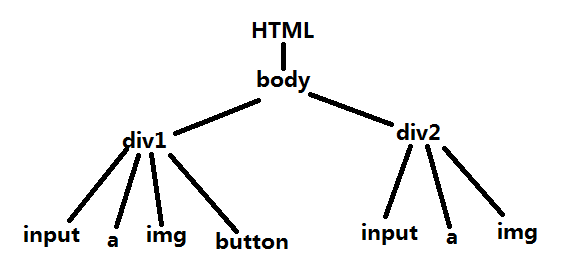 HTML
body
div1
div2
input
a
img
button
input
a
img